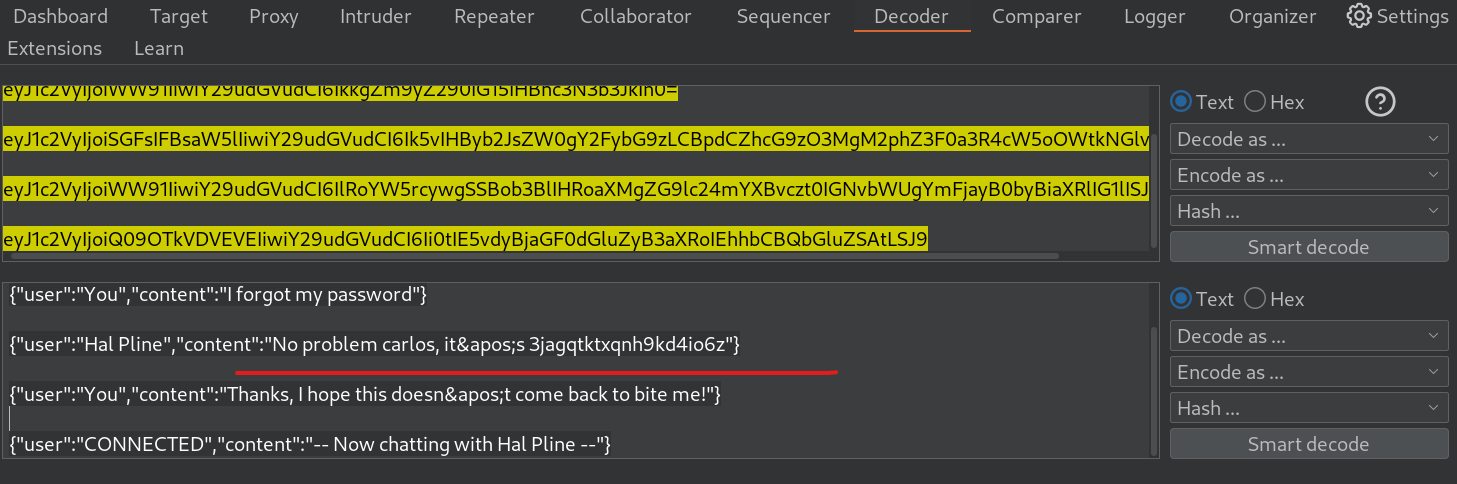 Dashboard Target Proxy Intruder Repeater Collaborator Sequencer Decoder Comparer Logger Organizer Settings
Extensions Learn
eyJ1c2VyIjoiWW91IiwiY29udGVudCI6IkkgZm9yZ290IG15IHBhc3N3b3JkIn0=
eyJ1c2VyIjoiSGFsIFBsaW5lIiwiY29udGVudCI6Ik5vIHByb2JsZW0gY2FybG9zLCBpdCZhcG9zO3MgM2phZ3F0a3R4cW5oOWtkNGlv
eyJ1c2VyIjoiWW91IiwiY29udGVudCI6IlRoYW5rcywgSSBob3BlIHRoaXMgZG9lc24mYXBvczt0IGNvbWUgYmFjayB0byBiaXRlIG1lISJ
eyJ1c2VyIjoiQ09OTkVDVEVEIiwiY29udGVudCI6Ii0tIE5vdyBjaGF0dGluZyB3aXRoIEhhbCBQbGluZSAtLSJ9
Text Hex ?
Decode as ...
Encode as ...
Hash ...
Smart decode
{"user":"You","content":"I forgot my password"}
{"user":"Hal Pline","content":"No problem carlos, it&apos;s 3jagqtktxqnh9kd4io6z"}
{"user":"You","content":"Thanks, I hope this doesn&apos;t come back to bite me!"}
{"user":"CONNECTED","content":"-- Now chatting with Hal Pline --"}
Text Hex
Decode as ...
Encode as ...
Hash ...
Smart decode